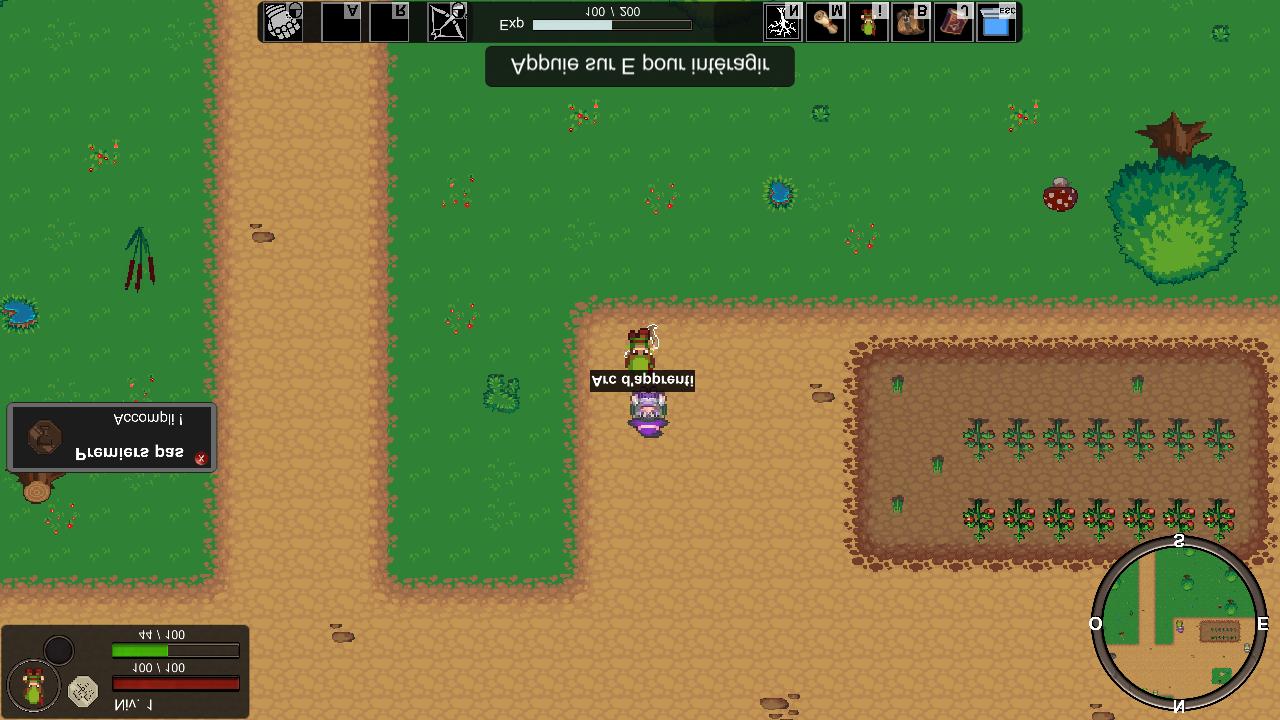 Niv. 1
100 / 100
44 / 100
N
O E
S
Premiers pas
x
Accompli !
Arc d'apprenti
Appuie sur E pour intéragir
Exp
100 / 200
A R N M i B J ESC